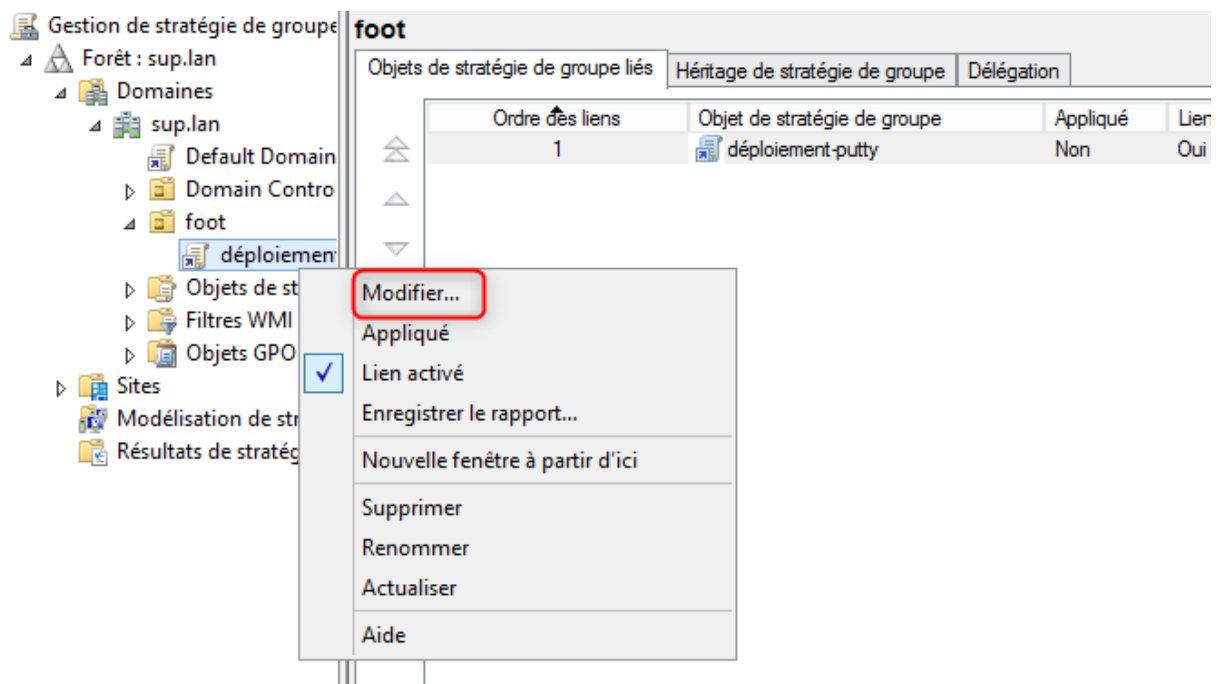 Gestion de stratégie de groupe
Forêt : sup.lan
Domaines
sup.lan
Default Domain
Domain Contro
foot
déploiemen
Objets de st
Filtres WMI
Objets GPO
Sites
Modélisation de str
Résultats de stratég
foot
Objets de stratégie de groupe liés Héritage de stratégie de groupe Délégation
Ordre des liens Objet de stratégie de groupe Appliqué Lien
1 déploiement-putty Non Oui
Modifier...
Appliqué
Lien activé
Enregistrer le rapport...
Nouvelle fenêtre à partir d'ici
Supprimer
Renommer
Actualiser
Aide